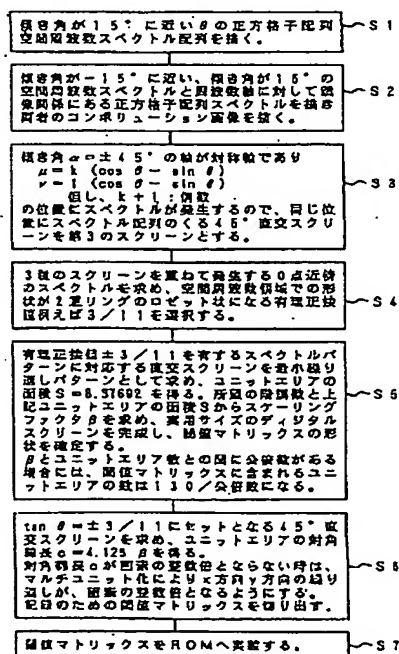 傾き角が15°に近いθの正方格子配列
空間周波数スペクトル配列を描く。
S1
傾き角が−15°に近い、傾き角が15°の
空間周波数スペクトルと周波数軸に対して鏡
像関係にある正方格子配列スペクトルを描き
両者のコンボリューション画像を描く。
S2
傾き角α=±45°の軸が対称軸であり
μ=k (cos θ− sin θ)
ν=l (cos θ− sin θ)
但し、k+l:偶数
の位置にスペクトルが発生するので、同じ位
置にスペクトル配列のくる45°直交スクリ
ーンを第3のスクリーンとする。
S3
3種のスクリーンを重ねて発生する0点近傍
のスペクトルを求め、空間周波数領域での形
状が2重リングのロゼット状になる有理正接
値例えば3/11を選択する。
S4
有理正接値±3/11を有するスペクトルパ
ターンに対応する直交スクリーンを最小繰り
返しパターンとして求め、ユニットエリアの
面積S=8.37692 を得る。所望の階調数と上
記ユニットエリアの面積Sからスケーリング
ファクタβを求め、実用サイズのディジタル
スクリーンを完成し、閾値マトリックスの形
状を確定する。
βとユニットエリア数との間に公倍数がある
場合には、閾値マトリックスに含まれるユニ
ットエリアの数は130/公倍数になる。
S5
tan θ=±3/11にセットとなる45°直
交スクリーンを求め、ユニットエリアの対角
線長c=4.125 βを得る。
対角線長cが画素の整数倍とならない時は、
マルチユニット化によりx方向y方向の繰り
返しが、画素の整数倍となるようにする。
記録のための閾値マトリックスを切り出す。
S6
閾値マトリックスをROMへ実装する。
S7